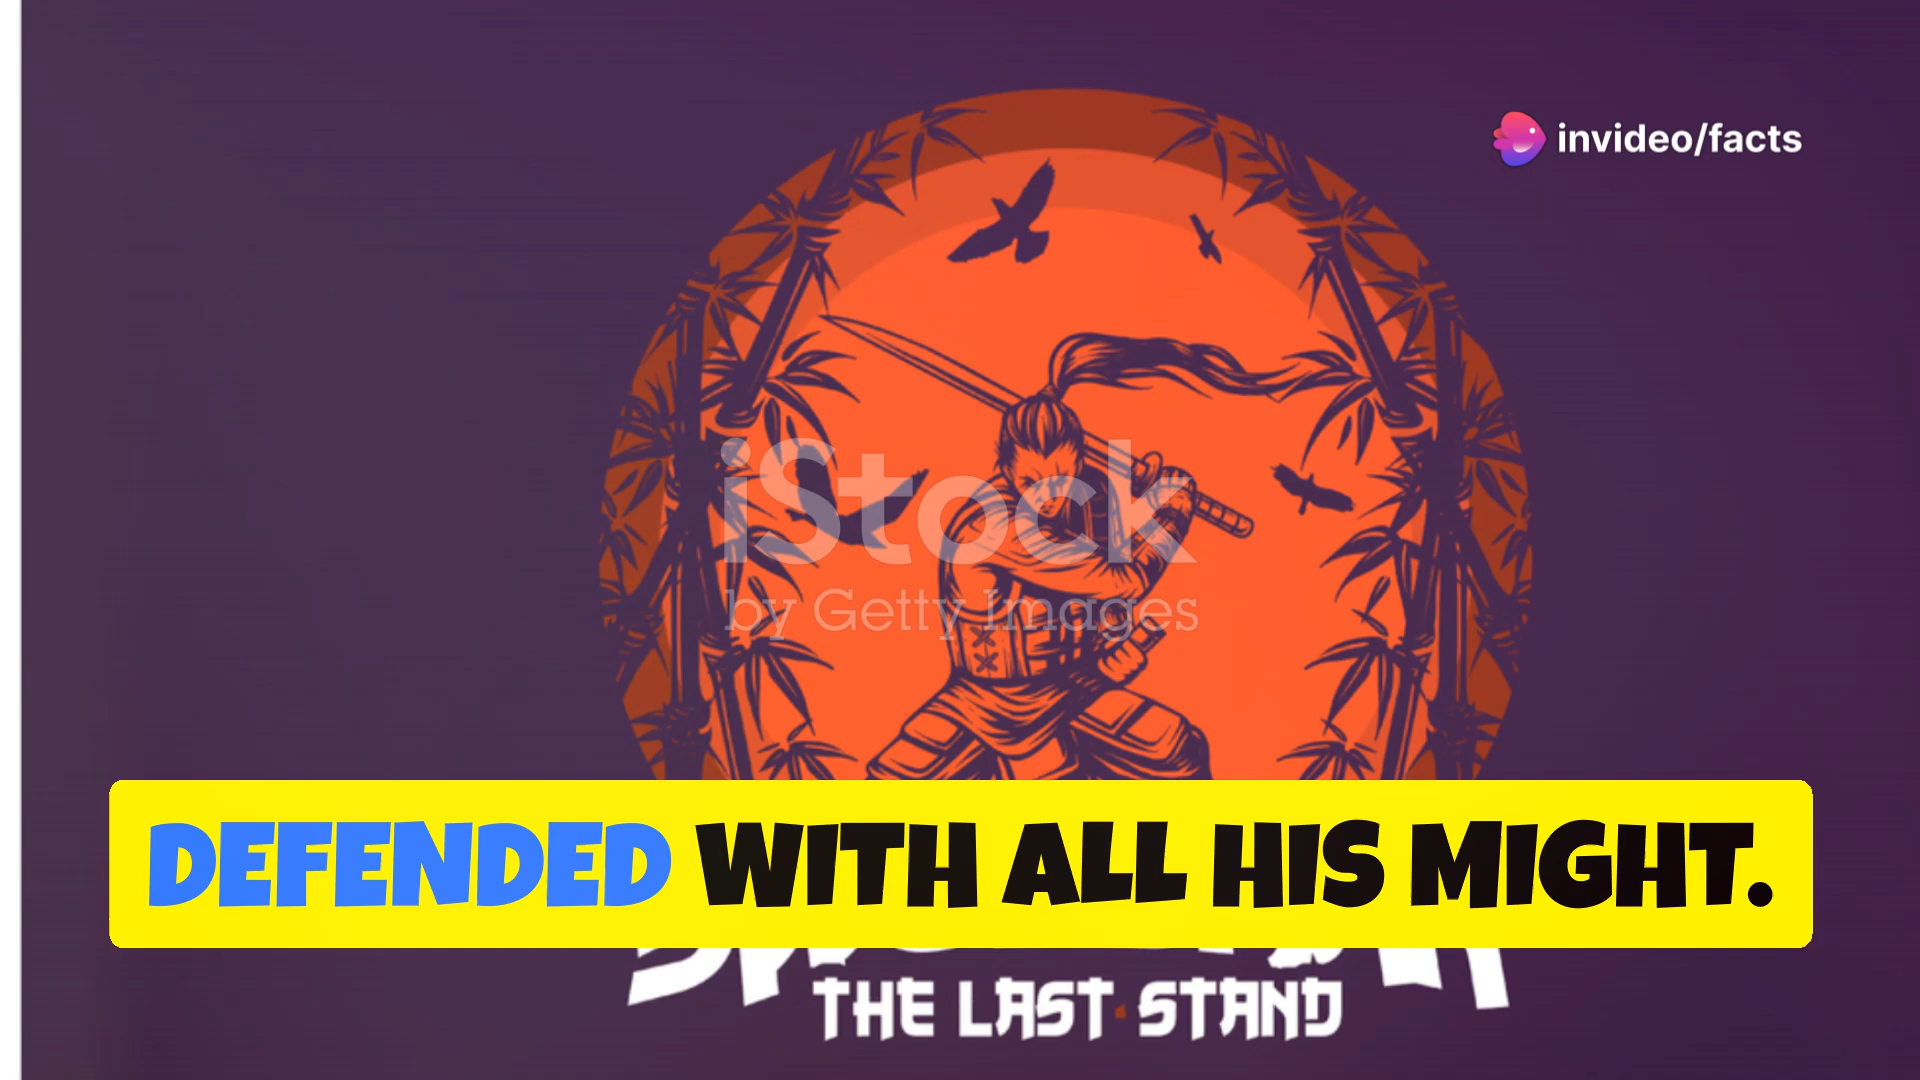 invideo/facts
iStock
by Getty Images
DEFENDED WITH ALL HIS MIGHT.
THE LAST STAND